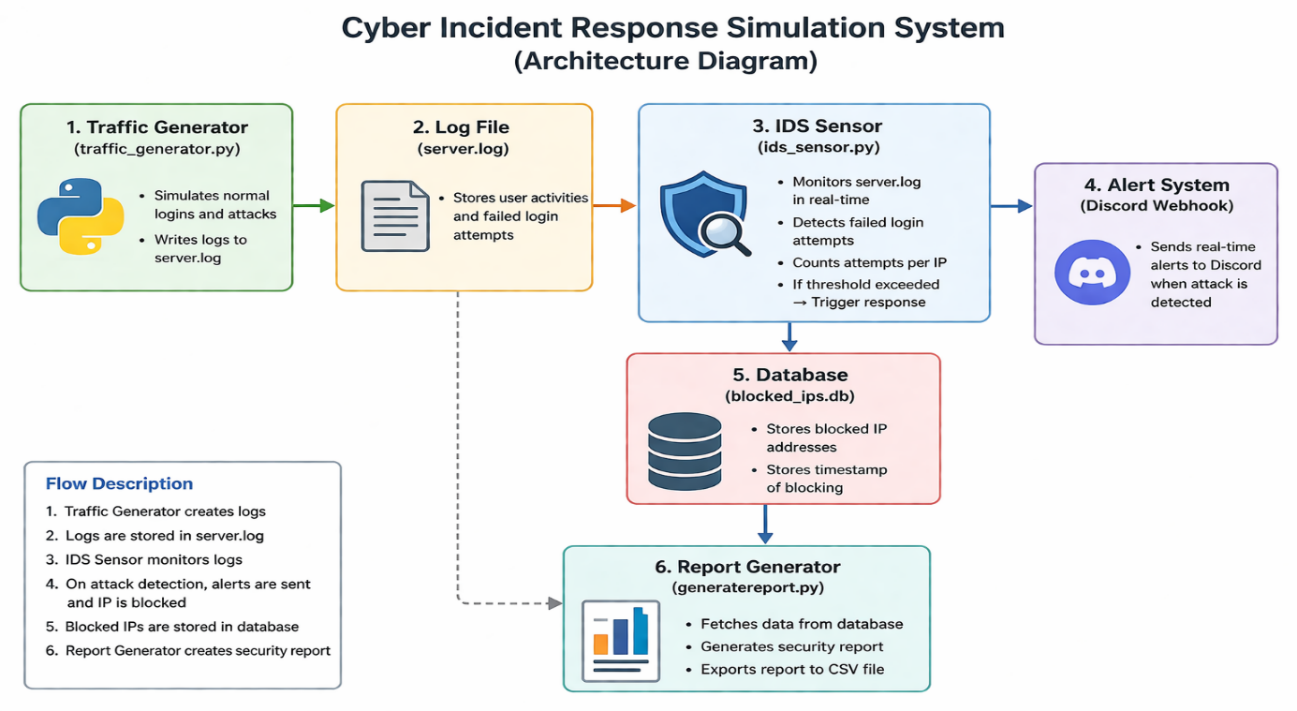 Cyber Incident Response Simulation System
(Architecture Diagram)
1. Traffic Generator
(traffic_generator.py)
• Simulates normal
logins and attacks
• Writes logs to
server.log
2. Log File
(server.log)
• Stores user activities
and failed login
attempts
3. IDS Sensor
(ids_sensor.py)
• Monitors server.log
in real-time
• Detects failed login
attempts
• Counts attempts per IP
• If threshold exceeded
→ Trigger response
4. Alert System
(Discord Webhook)
• Sends real-time
alerts to Discord
when attack is
detected
5. Database
(blocked_ips.db)
• Stores blocked IP
addresses
• Stores timestamp
of blocking
6. Report Generator
(generatereport.py)
• Fetches data from database
• Generates security report
• Exports report to CSV file
Flow Description
1. Traffic Generator creates logs
2. Logs are stored in server.log
3. IDS Sensor monitors logs
4. On attack detection, alerts are sent
and IP is blocked
5. Blocked IPs are stored in database
6. Report Generator creates security report